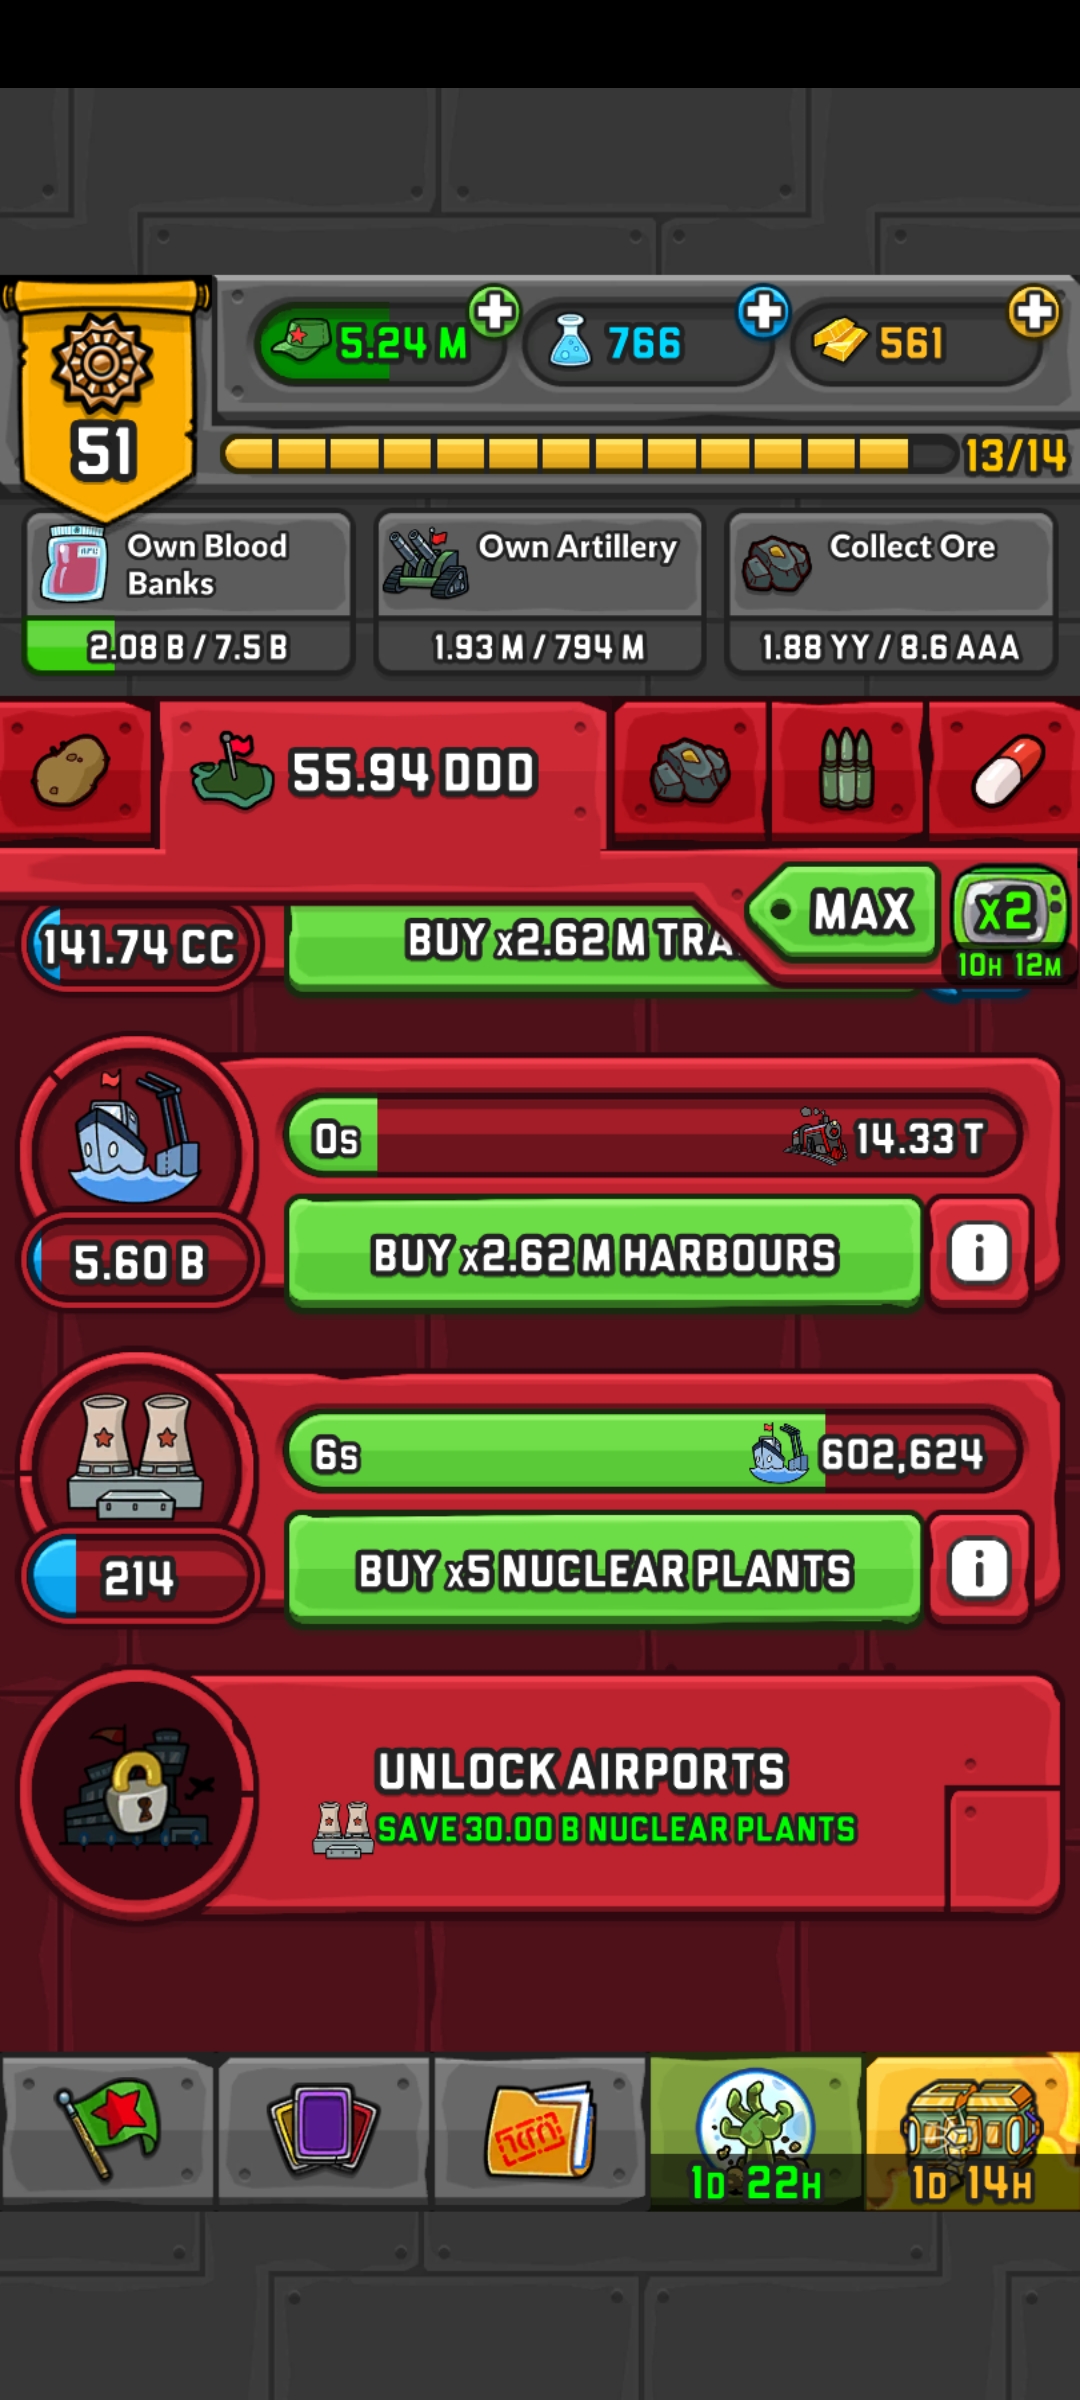 5.24 M
766
561
51
13/14
Own Blood
Banks
2.08 B / 7.5 B
Own Artillery
1.93 M / 794 M
Collect Ore
1.88 YY / 8.6 AAA
55.94 DDD
MAX
x2
10H 12M
141.74 CC
BUY x2.62 M TRA
0s
14.33 T
5.60 B
BUY x2.62 M HARBOURS
i
6s
602,624
214
BUY x5 NUCLEAR PLANTS
i
UNLOCK AIRPORTS
SAVE 30.00 B NUCLEAR PLANTS
1D 22H
1D 14H